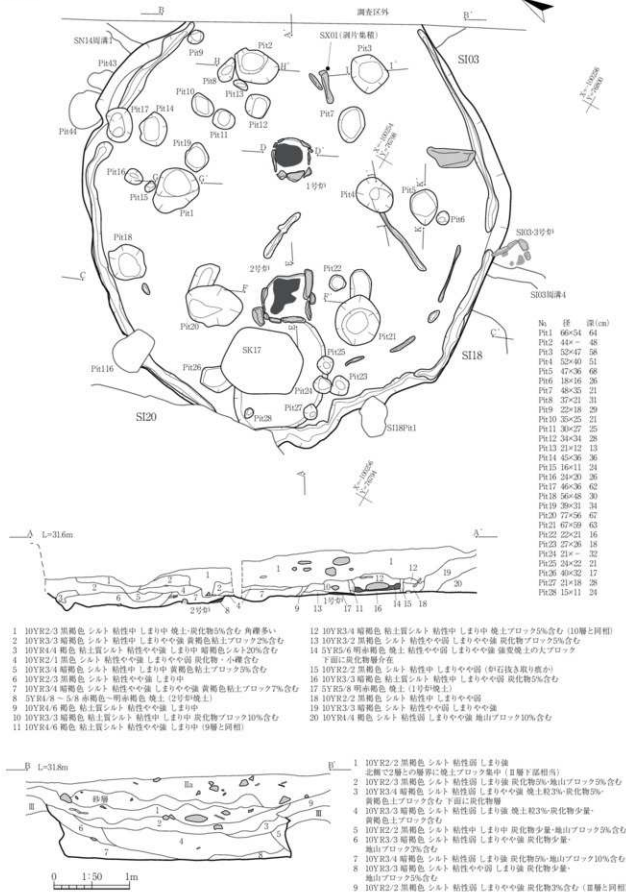 調査区外
B
B'
A'
SN14周溝1
Pit9
Pit2
SX01(剥片集積)
Pit3
SI03
Pit43
H
H'
I
I'
Pit8
Pit13
Pit10
Pit17
Pit14
Pit11
Pit12
Pit7
Pit44
D
D'
Pit19
Pit16
G
G'
1号炉
Pit4
Pit5
Pit15
Pit1
Pit6
SI03-3号炉
Pit18
2号炉
E
Pit22
C
F
F'
SI03周溝4
Pit20
Pit21
C'
SK17
Pit25
SI18
Pit116
Pit26
Pit24
Pit23
SI20
Pit28
Pit27
SI18Pit1
No. 径 深(cm)
Pit1 66×54 64
Pit2 44×- 48
Pit3 52×47 58
Pit4 52×40 51
Pit5 47×36 68
Pit6 18×16 26
Pit7 48×35 21
Pit8 37×21 31
Pit9 22×18 29
Pit10 35×25 21
Pit11 30×27 25
Pit12 34×34 28
Pit13 21×12 13
Pit14 45×36 36
Pit15 16×11 24
Pit16 24×20 26
Pit17 46×36 62
Pit18 56×48 30
Pit19 39×31 34
Pit20 77×56 67
Pit21 67×59 63
Pit22 22×21 16
Pit23 27×26 18
Pit24 21×- 32
Pit25 24×22 21
Pit26 40×32 17
Pit27 21×18 28
Pit28 15×11 24
A L=31.6m
A'
2号炉
1号炉
1 10YR2/3 黒褐色 シルト 粘性中 しまり中 焼土・炭化物5%含む 角礫多い
2 10YR3/3 暗褐色 シルト 粘性中 しまりやや強 黄褐色粘土ブロック2%含む
3 10YR4/4 褐色 粘土質シルト 粘性やや強 しまり中 暗褐色シルト20%含む
4 10YR2/1 黒色 シルト 粘性やや強 しまりやや弱 炭化物・小礫含む
5 10YR3/4 暗褐色 シルト 粘性中 しまり中 黄褐色粘土ブロック5%含む
6 10YR2/3 黒褐色 シルト 粘性やや強 しまり中
7 10YR3/4 暗褐色 シルト 粘性やや強 しまりやや強 黄褐色粘土ブロック7%含む
8 5YR4/8～5/8 赤褐色～明赤褐色 焼土 (2号炉焼土)
9 10YR4/6 褐色 粘土質シルト 粘性やや強 しまり中
10 10YR3/3 暗褐色 粘土質シルト 粘性中 しまり中 炭化物ブロック10%含む
11 10YR4/6 褐色 粘土質シルト 粘性やや強 しまり中 (9層と同相)
12 10YR3/4 暗褐色 粘土質シルト 粘性中 しまり中 焼土ブロック5%含む (10層と同相)
13 10YR3/2 黒褐色 シルト 粘性やや弱 しまりやや強 炭化物ブロック5%含む
14 5YR5/6 明赤褐色 焼土 粘性やや弱 しまりやや強 強変焼土の大ブロック
下面に炭化物層介在
15 10YR2/2 黒褐色 シルト 粘性中 しまりやや弱 (炉石抜き取り痕か)
16 10YR3/3 暗褐色 粘土質シルト 粘性中 しまりやや弱 炭化物5%含む
17 5YR5/8 明赤褐色 焼土 (1号炉焼土)
18 10YR2/2 黒褐色 シルト 粘性中 しまりやや弱
19 10YR3/3 暗褐色 シルト 粘性中 しまりやや強
20 10YR4/4 褐色 シルト 粘性弱 しまりやや強 地山ブロック10%含む
B L=31.8m
B'
Ⅲa
砂層
Ⅲ
Ⅲ
1 10YR2/2 黒褐色 シルト 粘性弱 しまり強
北側で2層との層界に焼土ブロック集中 (Ⅱ層下部相当)
2 10YR2/3 黒褐色 シルト 粘性弱 しまり強 炭化物5%・地山ブロック5%含む
3 10YR3/4 暗褐色 シルト 粘性弱 しまりやや強 焼土粒3%・炭化物5%・
黄褐色土ブロック含む 下面に炭化物層
4 10YR3/3 暗褐色 シルト 粘性弱 しまり強 焼土粒3%・炭化物少量・
黄褐色土ブロック含む
5 10YR2/2 黒褐色 シルト 粘性中 しまり中 炭化物少量・地山ブロック5%含む
6 10YR3/3 暗褐色 シルト 粘性弱 しまりやや強 炭化物少量・
地山ブロック3%含む
7 10YR3/4 暗褐色 シルト 粘性弱 しまり強 炭化物5%・地山ブロック10%含む
8 10YR3/3 暗褐色 シルト 粘性やや弱 しまり強 炭化物少量・
地山ブロック5%含む
9 10YR2/2 黒褐色 シルト 粘性弱 しまりやや強 炭化物3%含む (Ⅲ層と同相)
0 1:50 1m